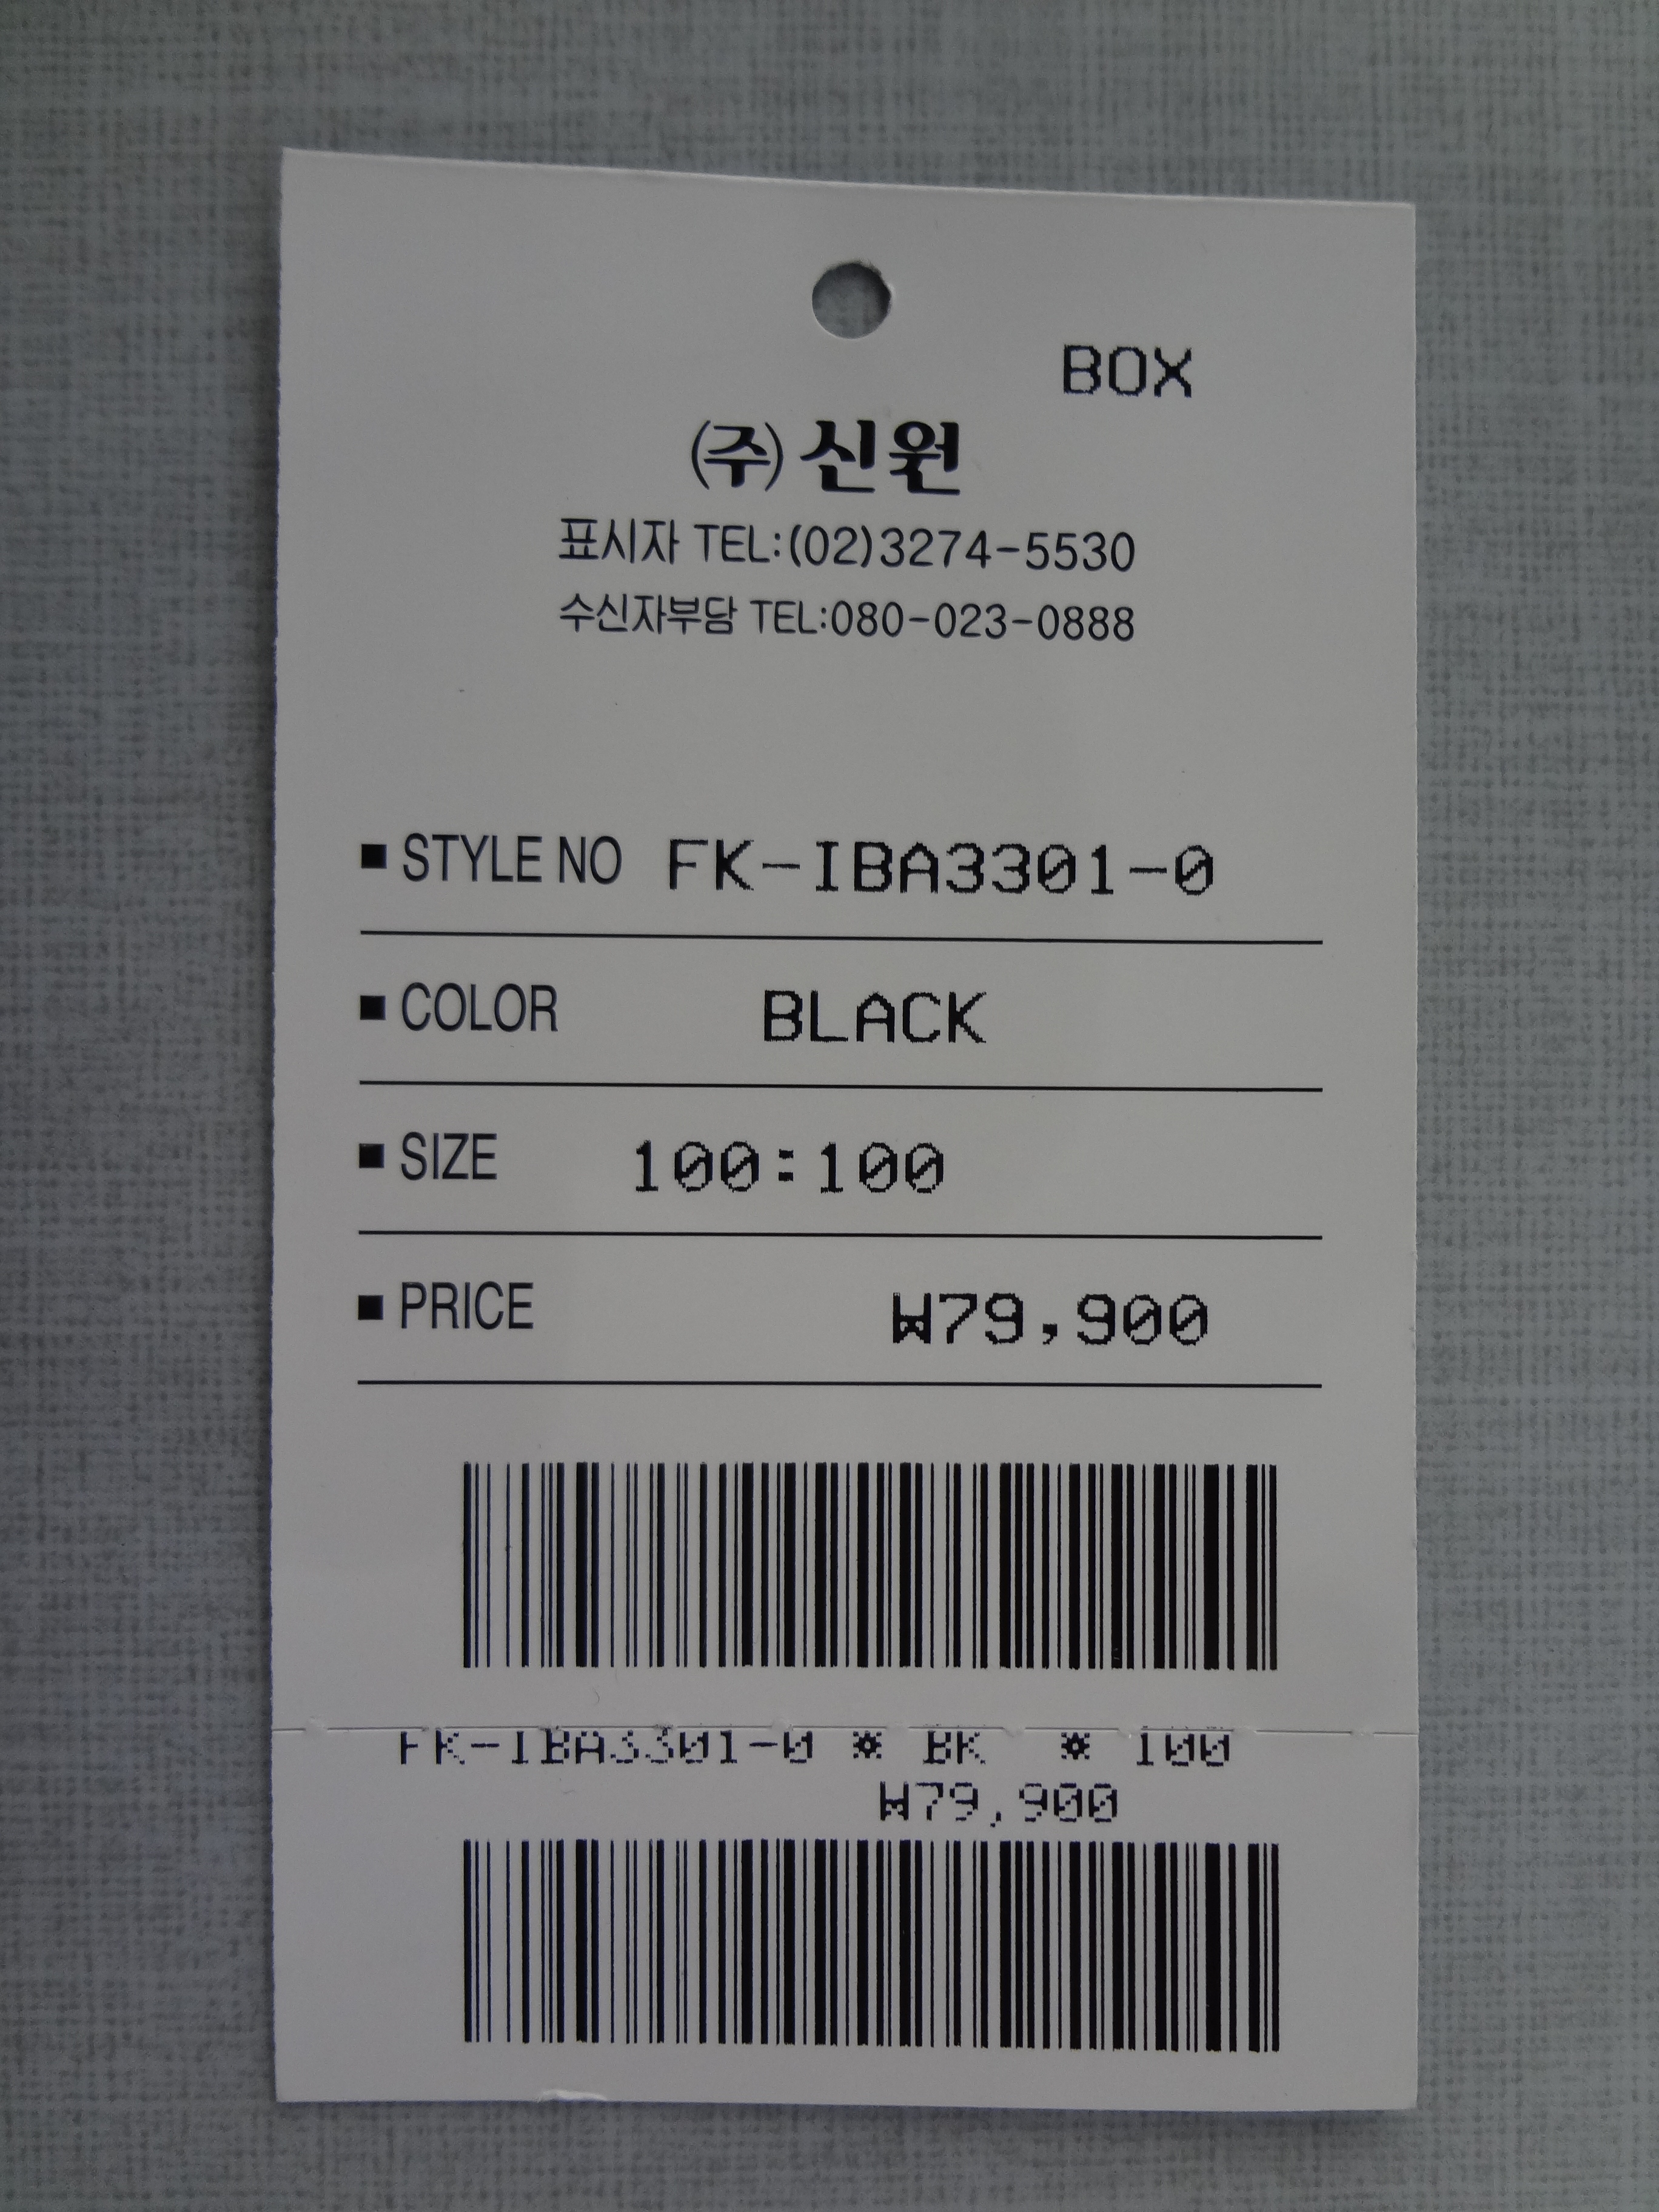 BOX
㈜신원
표시자 TEL:(02)3274-5530
수신자부담 TEL:080-023-0888
■ STYLE NO FK-IBA3301-0
■ COLOR BLACK
■ SIZE 100:100
■ PRICE ₩79,900
FK-IBA3301-0 * BK * 100
₩79,900